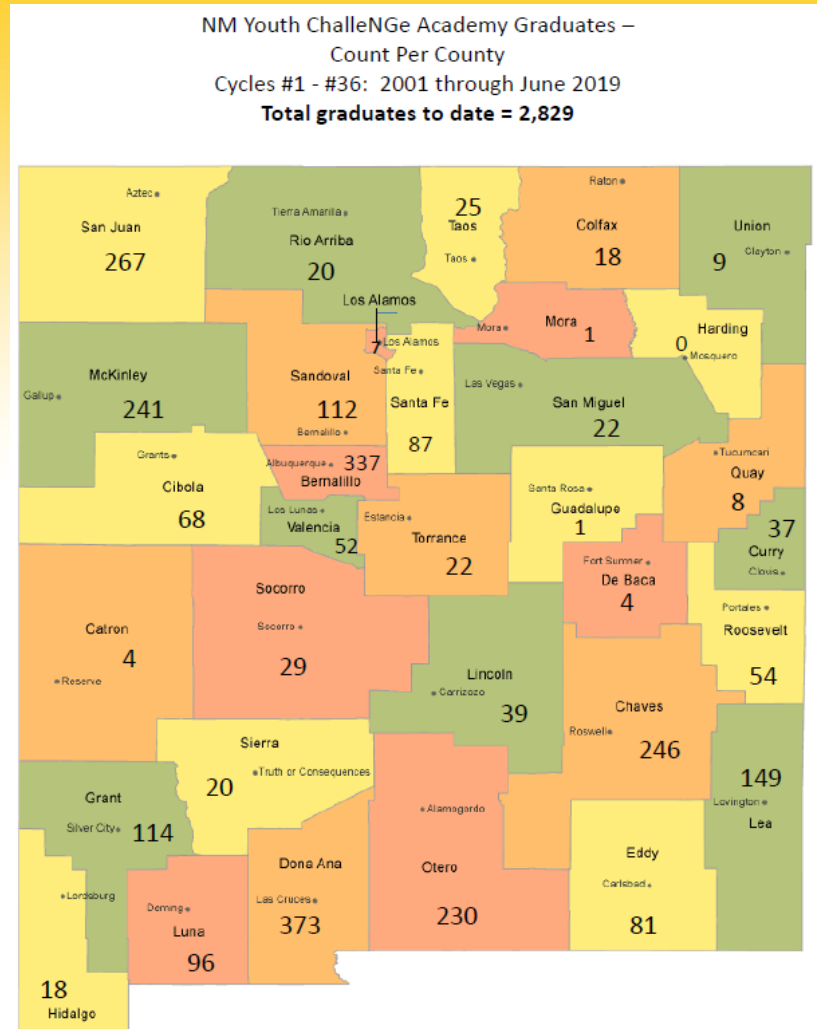 NM Youth ChalleNGe Academy Graduates –
Count Per County
Cycles #1 - #36: 2001 through June 2019
Total graduates to date = 2,829
Aztec
San Juan
267
Tierra Amarilla
Rio Arriba
20
25
Taos
Taos
Raton
Colfax
18
Union
9
Clayton
Los Alamos
Los Alamos
7
Mora
Mora
1
Harding
0
Mosquero
McKinley
Gallup
241
Sandoval
112
Bernalillo
Santa Fe
Santa Fe
87
Las Vegas
San Miguel
22
Grants
Cibola
68
Albuquerque
337
Bernalillo
Los Lunas
Valencia
52
Estancia
Torrance
22
Santa Rosa
Guadalupe
1
Tucumcari
Quay
8
37
Curry
Clovis
Fort Sumner
De Baca
4
Portales
Roosevelt
54
Catron
4
Reserve
Socorro
Socorro
29
Lincoln
Carrizozo
39
Chaves
Roswell
246
Sierra
20
Truth or Consequences
149
Lovington
Lea
Grant
Silver City
114
Alamogordo
Otero
230
Dona Ana
Las Cruces
373
Eddy
Carlsbad
81
Lordsburg
Deming
Luna
96
18
Hidalgo